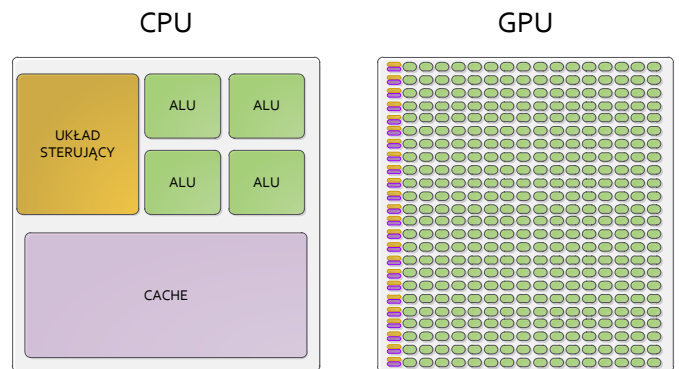 CPU
GPU
UKŁAD
STERUJĄCY
ALU
ALU
ALU
ALU
CACHE